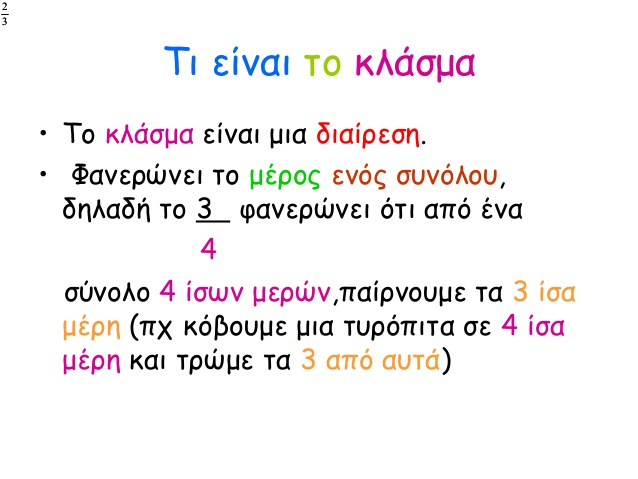 2
3
Τι είναι το κλάσμα
• Το κλάσμα είναι μια διαίρεση.
• Φανερώνει το μέρος ενός συνόλου,
δηλαδή το 3 φανερώνει ότι από ένα
4
σύνολο 4 ίσων μερών,παίρνουμε τα 3 ίσα
μέρη (πχ κόβουμε μια τυρόπιτα σε 4 ίσα
μέρη και τρώμε τα 3 από αυτά)